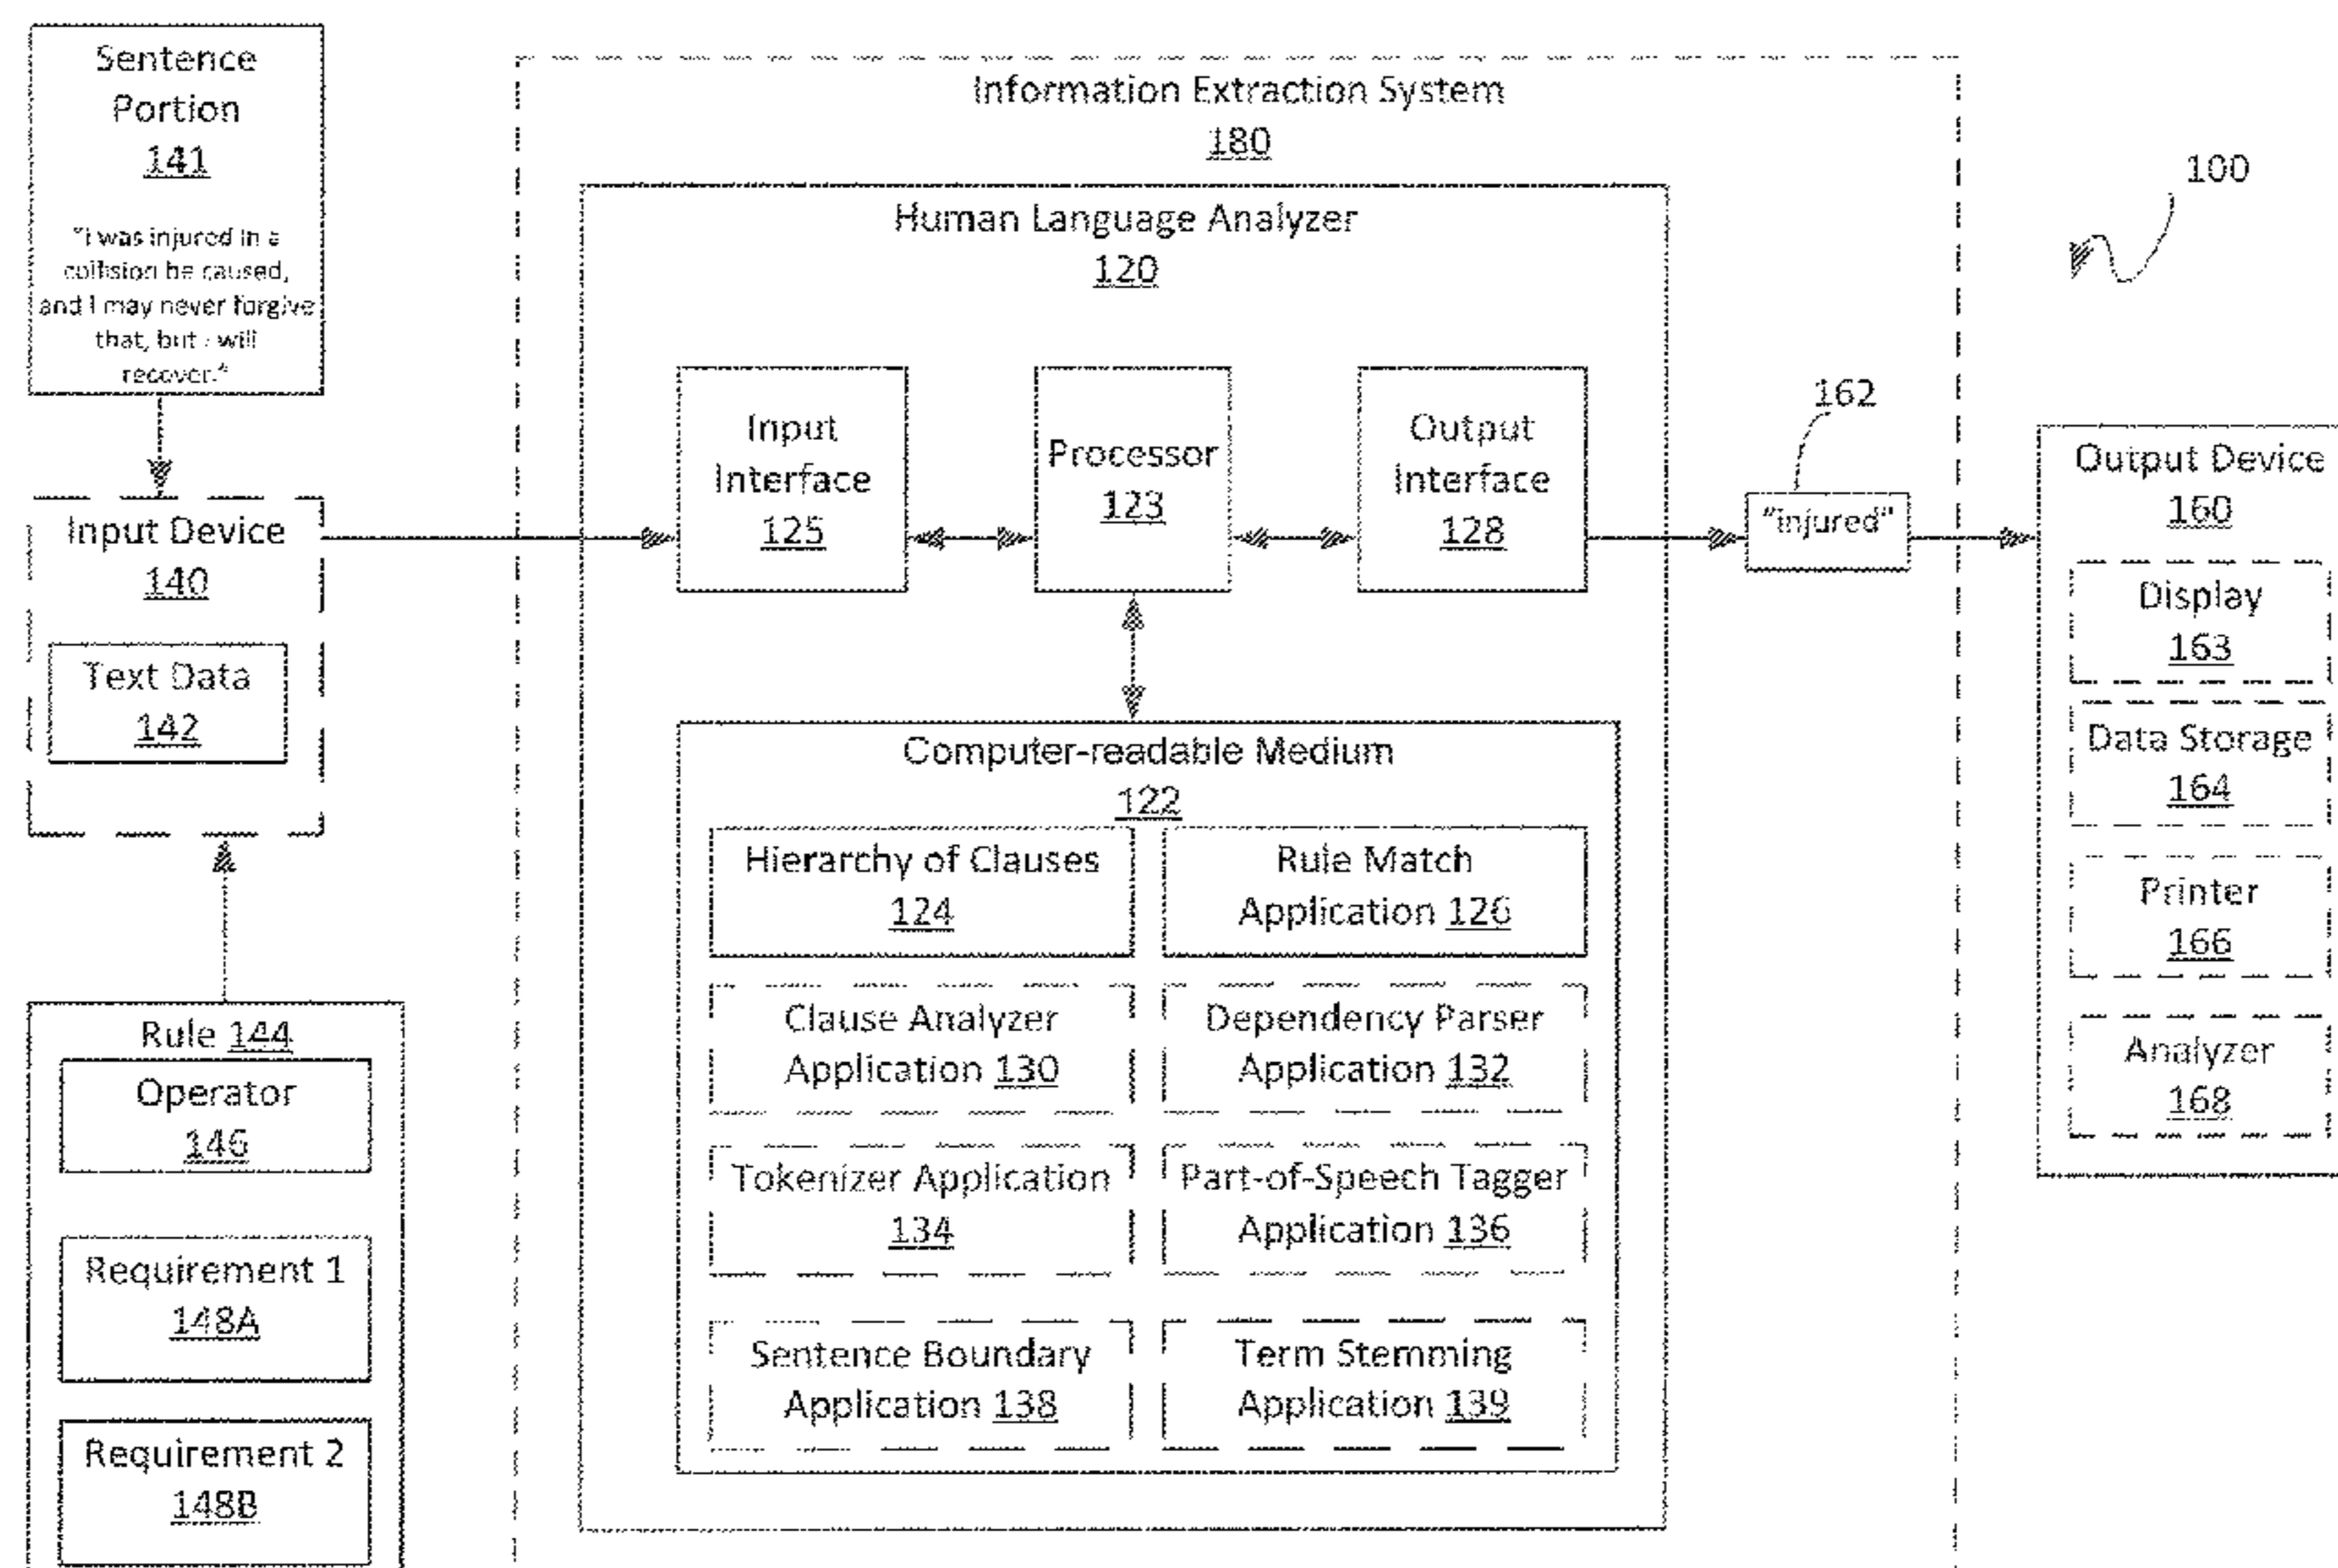 Sentence
Portion
141
"I was injured in a
collision he caused,
and I may never forgive
that, but I will
recover."
Input Device
140
Text Data
142
Rule 144
Operator
146
Requirement 1
148A
Requirement 2
148B
Information Extraction System
180
Human Language Analyzer
120
Input
Interface
125
Processor
123
Output
Interface
128
Computer-readable Medium
122
Hierarchy of Clauses
124
Rule Match
Application 126
Clause Analyzer
Application 130
Dependency Parser
Application 132
Tokenizer Application
134
Part-of-Speech Tagger
Application 136
Sentence Boundary
Application 138
Term Stemming
Application 139
162
"injured"
100
Output Device
160
Display
163
Data Storage
164
Printer
166
Analyzer
168